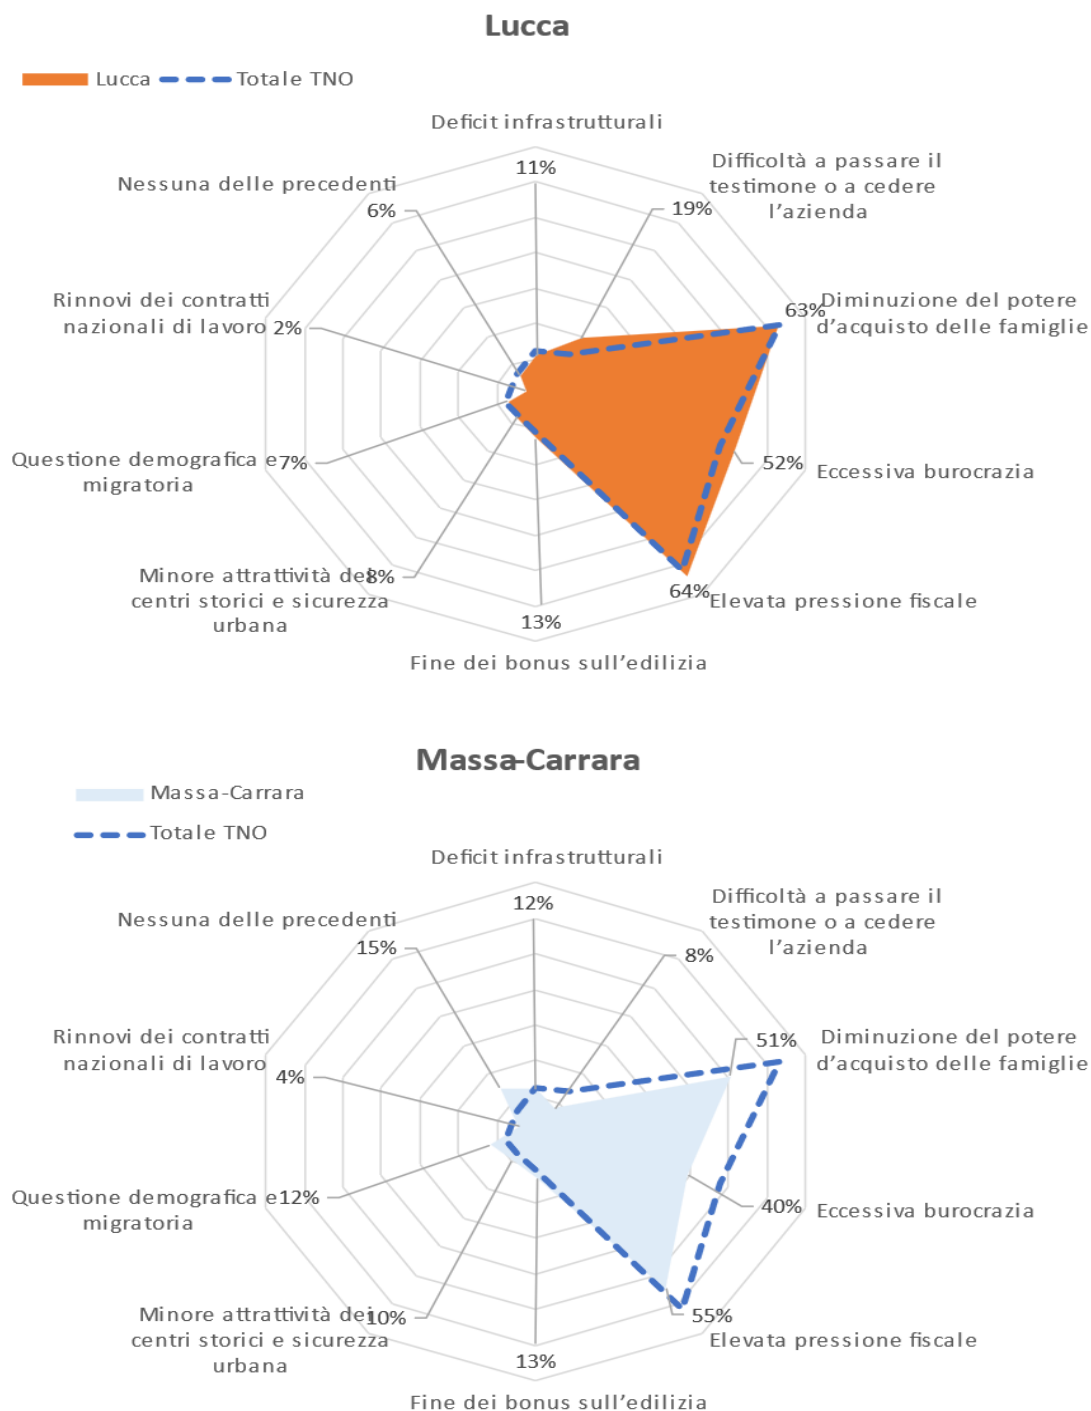 Lucca
Lucca Totale TNO
Deficit infrastrutturali
11%
Difficoltà a passare il
testimone o a cedere
l’azienda
19%
Nessuna delle precedenti
6%
Rinnovi dei contratti
nazionali di lavoro 2%
63% Diminuzione del potere
d’acquisto delle famiglie
Questione demografica e 7%
migratoria
52% Eccessiva burocrazia
Minore attrattività dei 8%
centri storici e sicurezza
urbana
64% Elevata pressione fiscale
13%
Fine dei bonus sull’edilizia
Massa-Carrara
Massa-Carrara
Totale TNO
Deficit infrastrutturali
12%
Difficoltà a passare il
testimone o a cedere
l’azienda
8%
Nessuna delle precedenti
15%
Rinnovi dei contratti
nazionali di lavoro
4%
51% Diminuzione del potere
d’acquisto delle famiglie
Questione demografica e 12%
migratoria
40% Eccessiva burocrazia
Minore attrattività dei 10%
centri storici e sicurezza
urbana
55%
Elevata pressione fiscale
13%
Fine dei bonus sull’edilizia